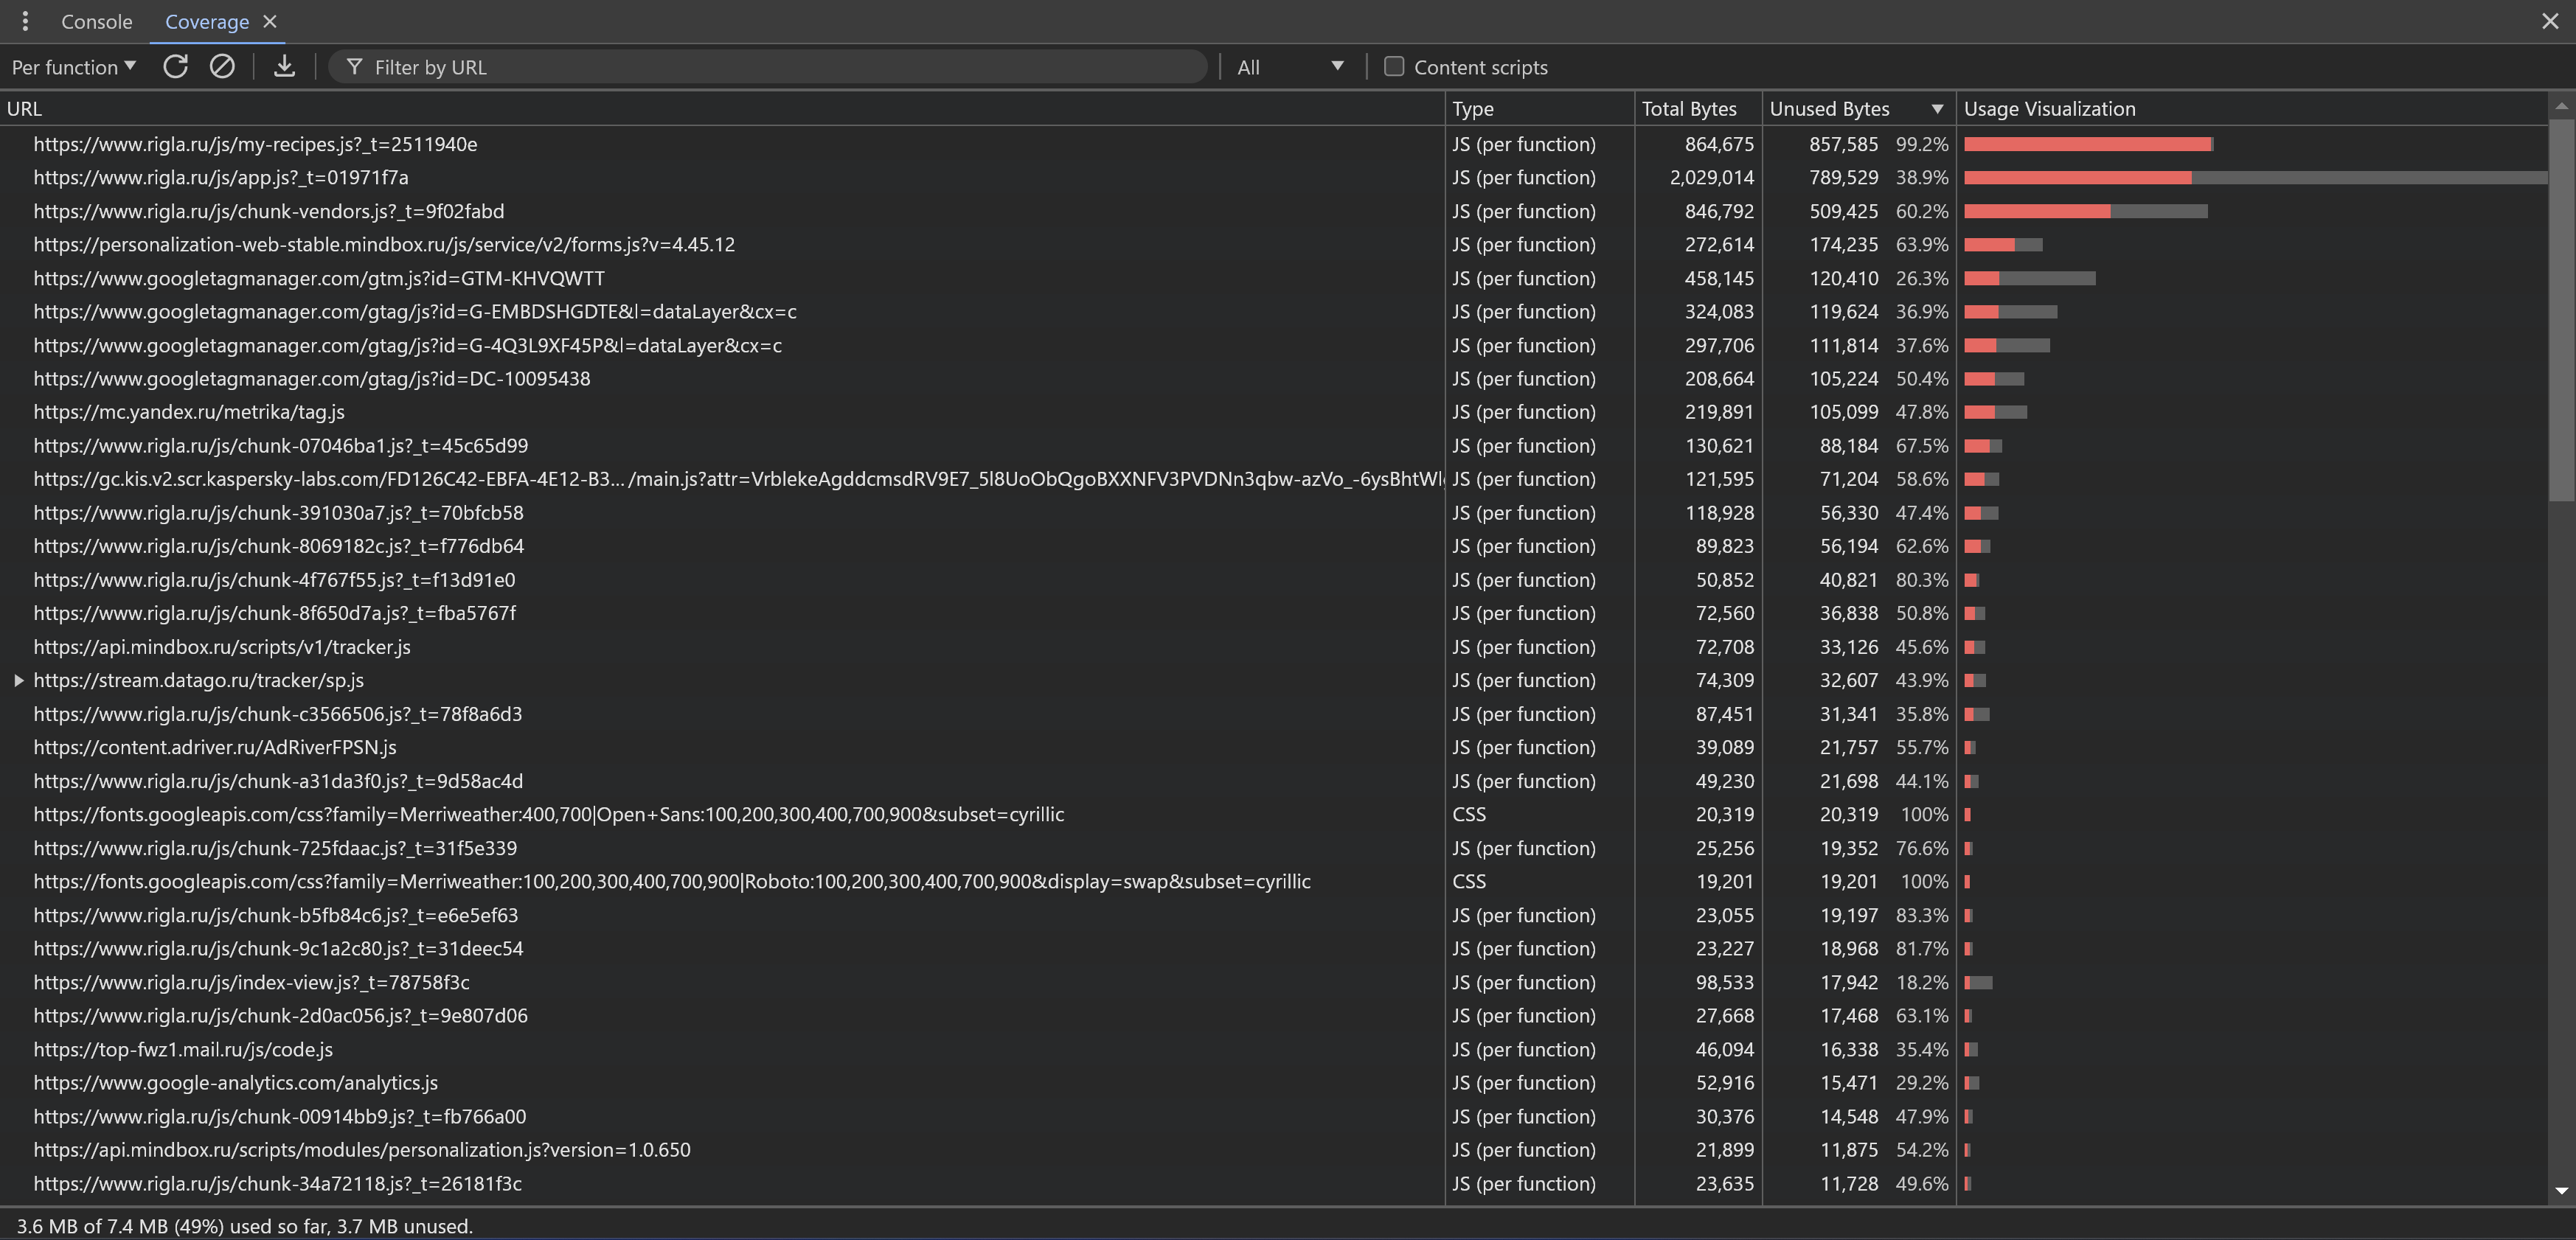 Console Coverage
Per function Filter by URL All Content scripts
URL Type Total Bytes Unused Bytes Usage Visualization
https://www.rigla.ru/js/my-recipes.js?_t=2511940e JS (per function) 864,675 857,585 99.2%
https://www.rigla.ru/js/app.js?_t=01971f7a JS (per function) 2,029,014 789,529 38.9%
https://www.rigla.ru/js/chunk-vendors.js?_t=9f02fabd JS (per function) 846,792 509,425 60.2%
https://personalization-web-stable.mindbox.ru/js/service/v2/forms.js?v=4.45.12 JS (per function) 272,614 174,235 63.9%
https://www.googletagmanager.com/gtm.js?id=GTM-KHVQWTT JS (per function) 458,145 120,410 26.3%
https://www.googletagmanager.com/gtag/js?id=G-EMBDSHGDTE&l=dataLayer&cx=c JS (per function) 324,083 119,624 36.9%
https://www.googletagmanager.com/gtag/js?id=G-4Q3L9XF45P&l=dataLayer&cx=c JS (per function) 297,706 111,814 37.6%
https://www.googletagmanager.com/gtag/js?id=DC-10095438 JS (per function) 208,664 105,224 50.4%
https://mc.yandex.ru/metrika/tag.js JS (per function) 219,891 105,099 47.8%
https://www.rigla.ru/js/chunk-07046ba1.js?_t=45c65d99 JS (per function) 130,621 88,184 67.5%
https://gc.kis.v2.scr.kaspersky-labs.com/FD126C42-EBFA-4E12-B3… /main.js?attr=VrblekeAgddcmsdRV9E7_5l8UoObQgoBXXNFV3PVDNn3qbw-azVo_-6ysBhtWl JS (per function) 121,595 71,204 58.6%
https://www.rigla.ru/js/chunk-391030a7.js?_t=70bfcb58 JS (per function) 118,928 56,330 47.4%
https://www.rigla.ru/js/chunk-8069182c.js?_t=f776db64 JS (per function) 89,823 56,194 62.6%
https://www.rigla.ru/js/chunk-4f767f55.js?_t=f13d91e0 JS (per function) 50,852 40,821 80.3%
https://www.rigla.ru/js/chunk-8f650d7a.js?_t=fba5767f JS (per function) 72,560 36,838 50.8%
https://api.mindbox.ru/scripts/v1/tracker.js JS (per function) 72,708 33,126 45.6%
https://stream.datago.ru/tracker/sp.js JS (per function) 74,309 32,607 43.9%
https://www.rigla.ru/js/chunk-c3566506.js?_t=78f8a6d3 JS (per function) 87,451 31,341 35.8%
https://content.adriver.ru/AdRiverFPSN.js JS (per function) 39,089 21,757 55.7%
https://www.rigla.ru/js/chunk-a31da3f0.js?_t=9d58ac4d JS (per function) 49,230 21,698 44.1%
https://fonts.googleapis.com/css?family=Merriweather:400,700|Open+Sans:100,200,300,400,700,900&subset=cyrillic CSS 20,319 20,319 100%
https://www.rigla.ru/js/chunk-725fdaac.js?_t=31f5e339 JS (per function) 25,256 19,352 76.6%
https://fonts.googleapis.com/css?family=Merriweather:100,200,300,400,700,900|Roboto:100,200,300,400,700,900&display=swap&subset=cyrillic CSS 19,201 19,201 100%
https://www.rigla.ru/js/chunk-b5fb84c6.js?_t=e6e5ef63 JS (per function) 23,055 19,197 83.3%
https://www.rigla.ru/js/chunk-9c1a2c80.js?_t=31deec54 JS (per function) 23,227 18,968 81.7%
https://www.rigla.ru/js/index-view.js?_t=78758f3c JS (per function) 98,533 17,942 18.2%
https://www.rigla.ru/js/chunk-2d0ac056.js?_t=9e807d06 JS (per function) 27,668 17,468 63.1%
https://top-fwz1.mail.ru/js/code.js JS (per function) 46,094 16,338 35.4%
https://www.google-analytics.com/analytics.js JS (per function) 52,916 15,471 29.2%
https://www.rigla.ru/js/chunk-00914bb9.js?_t=fb766a00 JS (per function) 30,376 14,548 47.9%
https://api.mindbox.ru/scripts/modules/personalization.js?version=1.0.650 JS (per function) 21,899 11,875 54.2%
https://www.rigla.ru/js/chunk-34a72118.js?_t=26181f3c JS (per function) 23,635 11,728 49.6%
3.6 MB of 7.4 MB (49%) used so far, 3.7 MB unused.